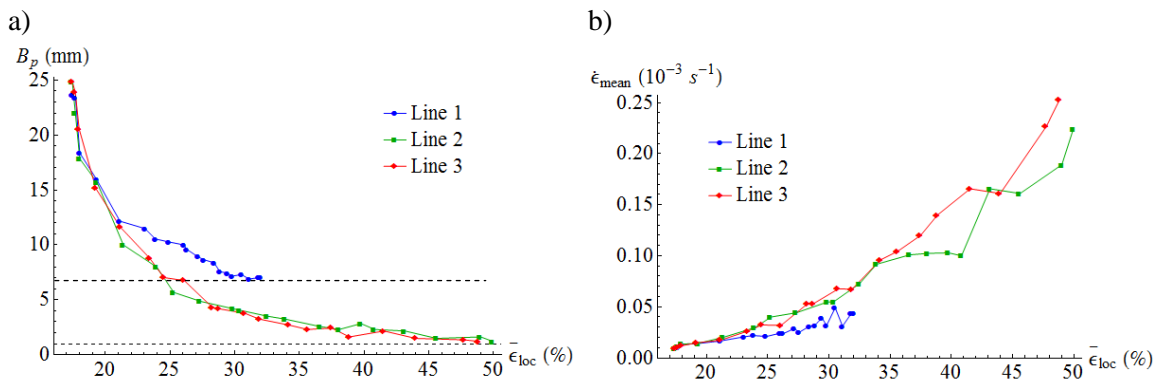 a)
b)
B_p (mm)
25
20
15
10
5
0
Line 1
Line 2
Line 3
20 25 30 35 40 45 50
ε̄_loc (%)
ε̇_mean (10⁻³ s⁻¹)
0.25
0.20
0.15
0.10
0.05
0.00
Line 1
Line 2
Line 3
20 25 30 35 40 45 50
ε̄_loc (%)